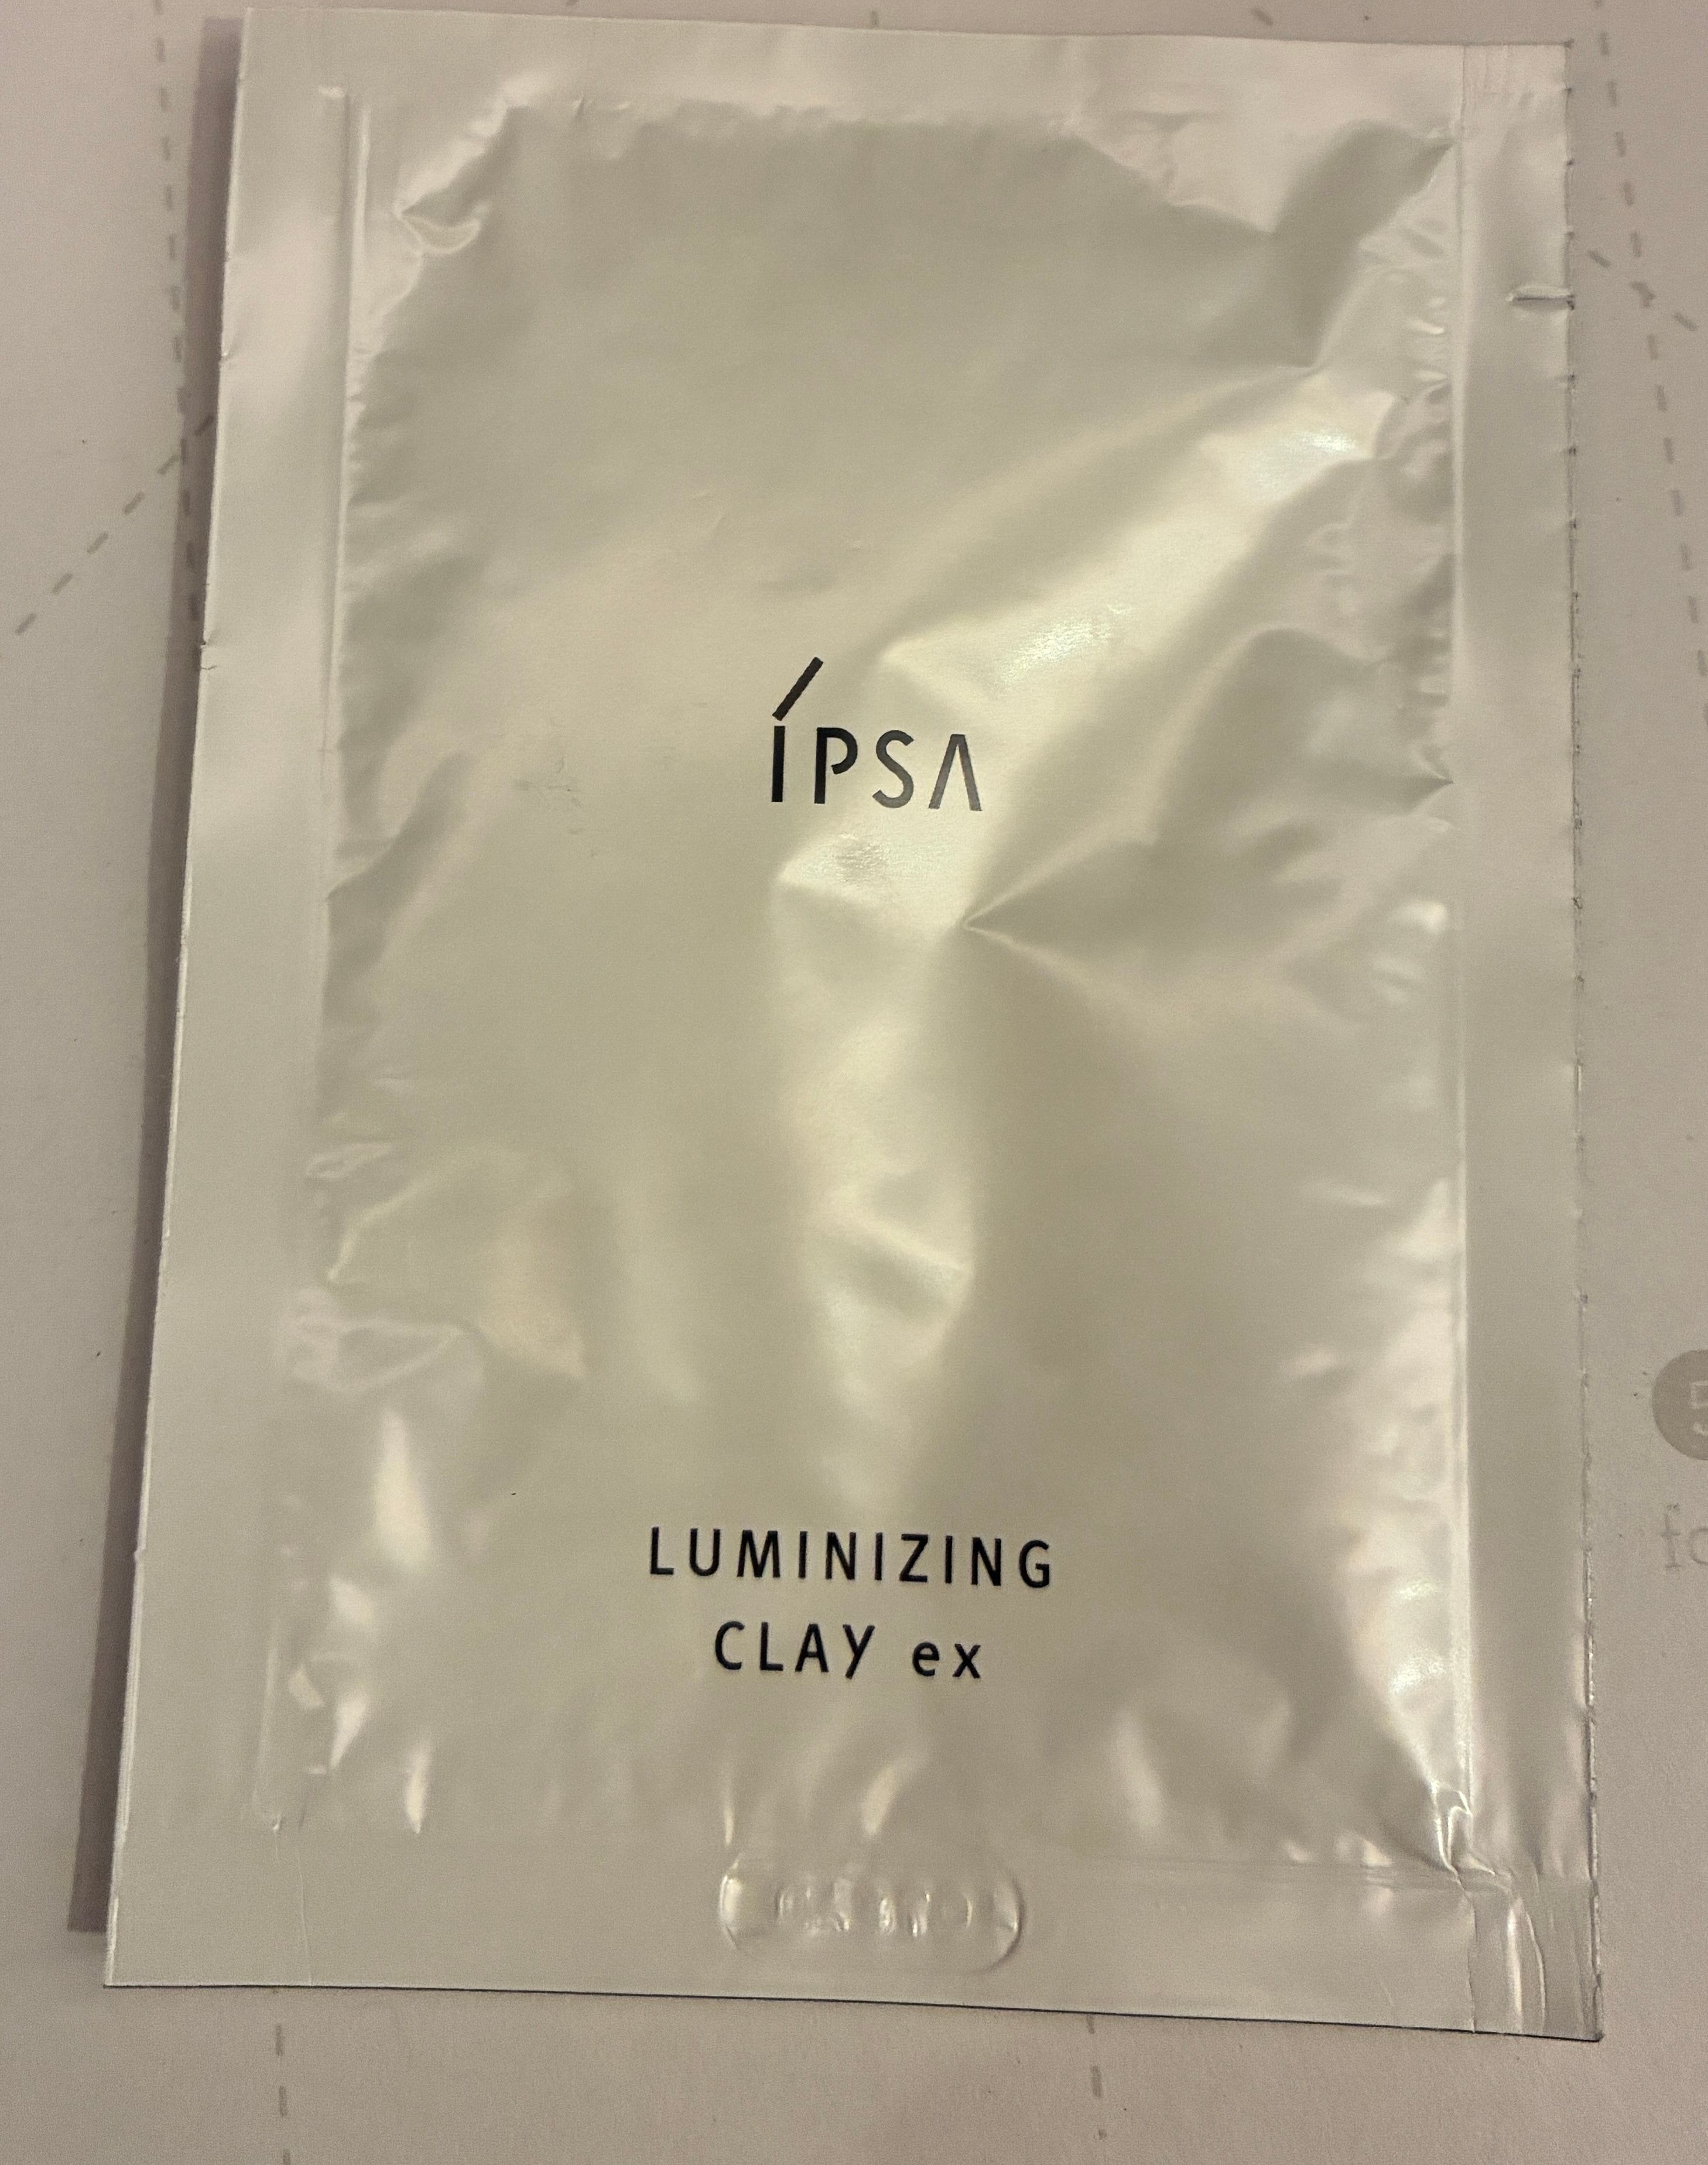 ÍPSA
LUMINIZING
CLAY ex